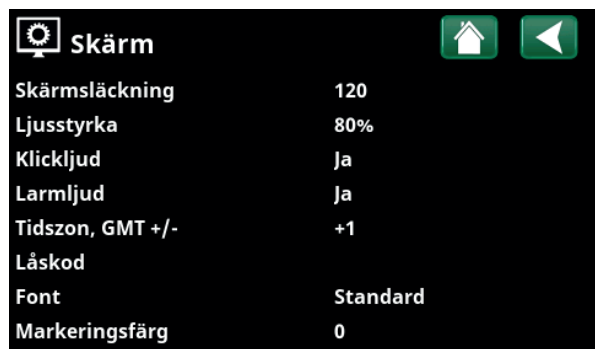 Skärm
Skärmsläckning 120
Ljusstyrka 80%
Klickljud Ja
Larmljud Ja
Tidszon, GMT +/- +1
Låskod
Font Standard
Markeringsfärg 0